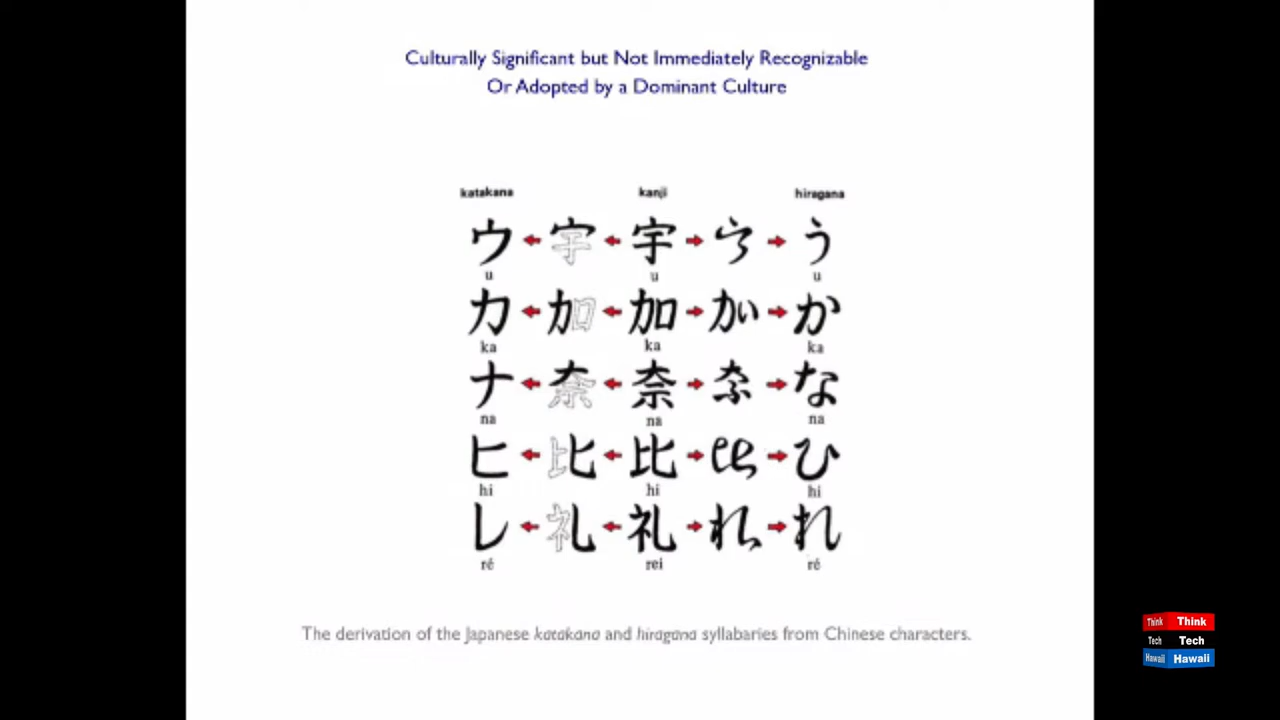 Culturally Significant but Not Immediately Recognizable
Or Adopted by a Dominant Culture
katakana kanji hiragana
ウ 宇 宇 う
u u u
カ 加 加 か
ka ka ka
ナ 奈 奈 な
na na na
ヒ 比 比 ひ
hi hi hi
レ 礼 礼 れ
ré rei ré
The derivation of the Japanese katakana and hiragana syllabaries from Chinese characters.
Think Think
Tech Tech
Hawaii Hawaii